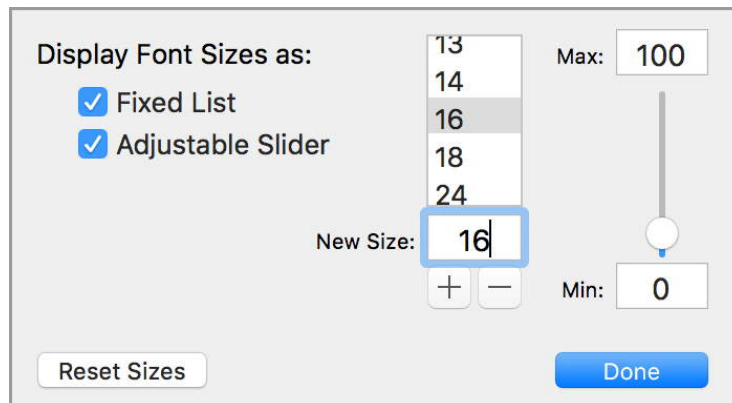 Display Font Sizes as:
Fixed List
Adjustable Slider
13
14
16
18
24
New Size: 16
+ −
Max: 100
Min: 0
Reset Sizes
Done